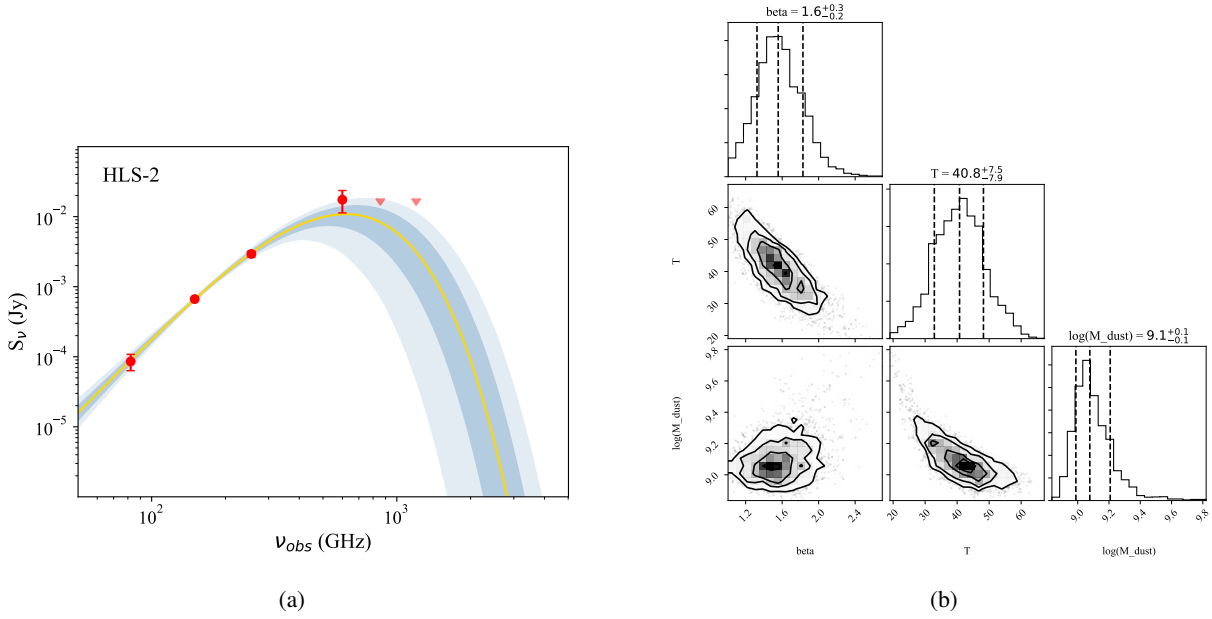 HLS-2
10^{-2}
10^{-3}
10^{-4}
10^{-5}
S_ν (Jy)
10^2
10^3
ν_{obs} (GHz)
(a)
beta = 1.6^{+0.3}_{-0.2}
T = 40.8^{+7.5}_{-7.9}
60
50
40
30
20
T
log(M_dust) = 9.1^{+0.1}_{-0.1}
9.8
9.6
9.4
9.2
9.0
log(M_dust)
1.2 1.6 2.0 2.4
20 30 40 50 60
9.0 9.2 9.4 9.6 9.8
beta
T
log(M_dust)
(b)